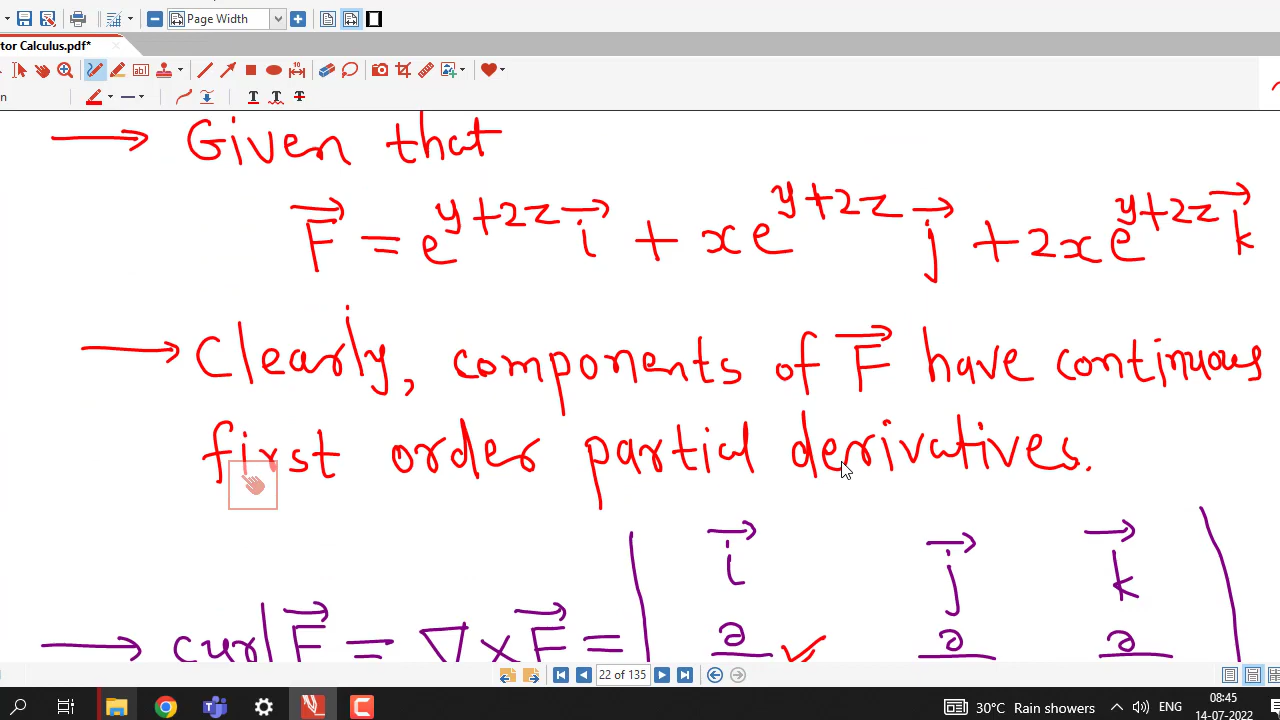 Page Width
tor Calculus.pdf*
T T T
n
→ Given that
F⃗ = e^{y+2z} i⃗ + xe^{y+2z} j⃗ + 2xe^{y+2z} k⃗
→ Clearly, components of F⃗ have continuous
first order partial derivatives.
i⃗ j⃗ k⃗
→ curl F⃗ = ∇ × F⃗ = | ∂ ✓ ∂ ∂ |
22 of 135
30°C Rain showers ENG 08:45
14-07-2022